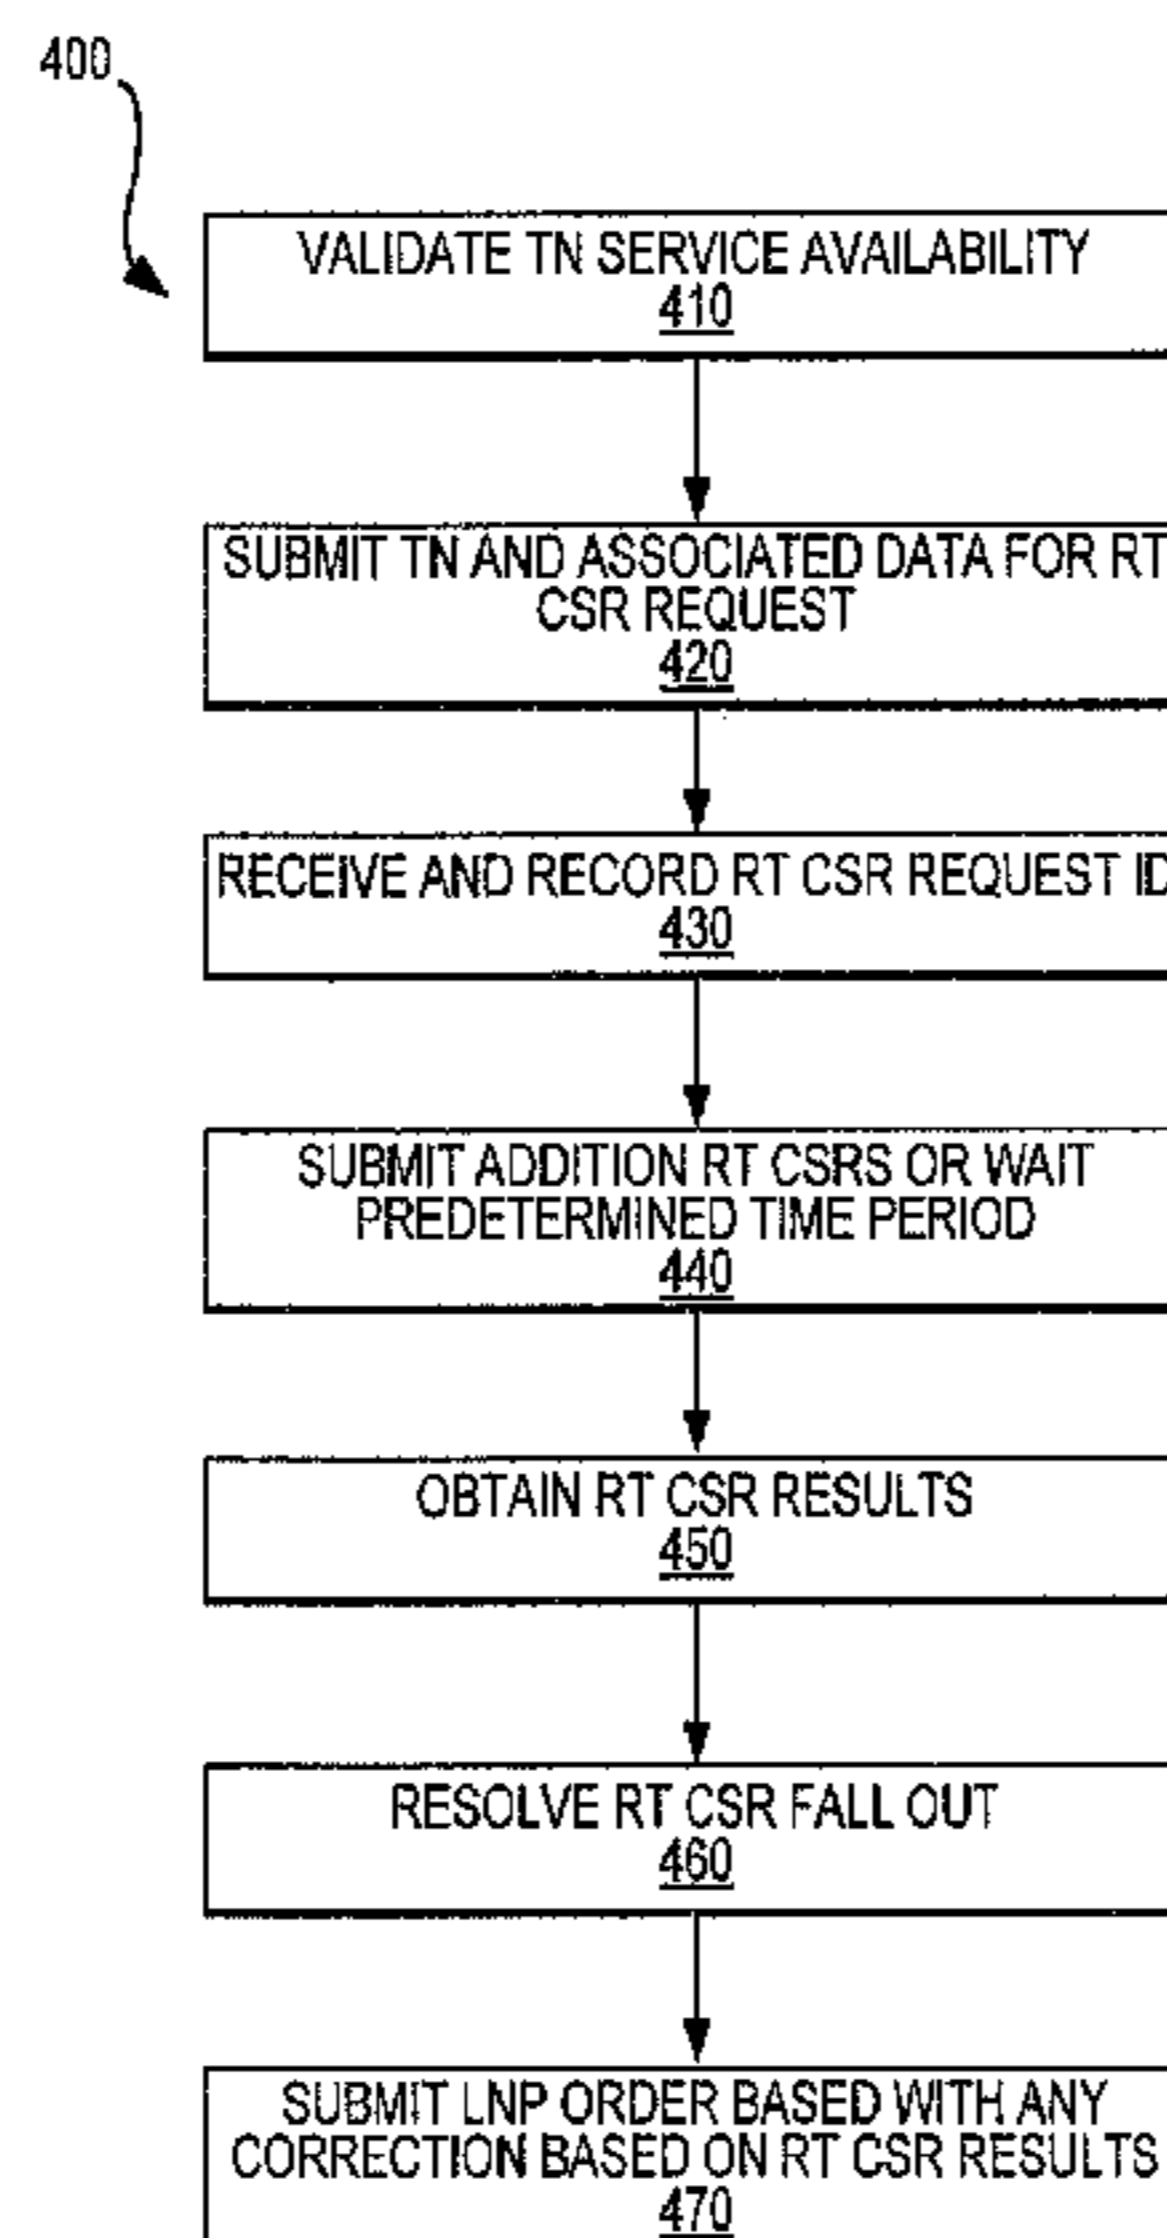 400
VALIDATE TN SERVICE AVAILABILITY
410
SUBMIT TN AND ASSOCIATED DATA FOR RT
CSR REQUEST
420
RECEIVE AND RECORD RT CSR REQUEST ID
430
SUBMIT ADDITION RT CSRS OR WAIT
PREDETERMINED TIME PERIOD
440
OBTAIN RT CSR RESULTS
450
RESOLVE RT CSR FALL OUT
460
SUBMIT LNP ORDER BASED WITH ANY
CORRECTION BASED ON RT CSR RESULTS
470